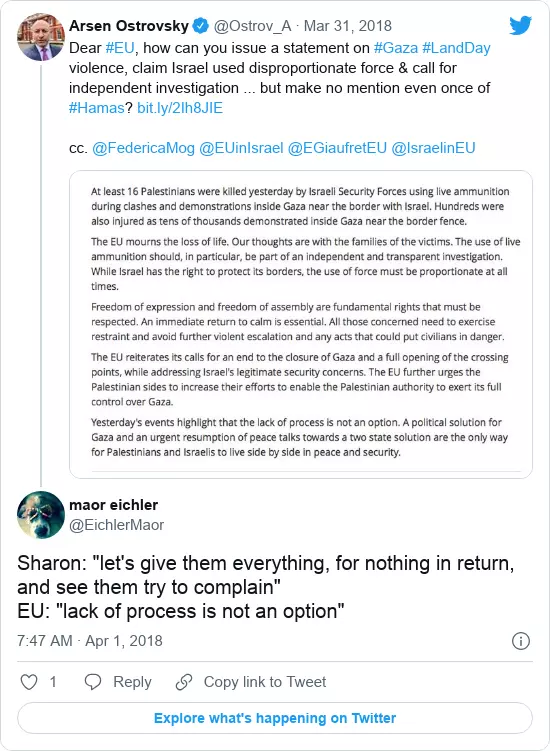 Arsen Ostrovsky @Ostrov_A · Mar 31, 2018
Dear #EU, how can you issue a statement on #Gaza #LandDay
violence, claim Israel used disproportionate force & call for
independent investigation ... but make no mention even once of
#Hamas? bit.ly/2Ih8JIE
cc. @FedericaMog @EUinIsrael @EGiaufretEU @IsraelinEU
At least 16 Palestinians were killed yesterday by Israeli Security Forces using live ammunition
during clashes and demonstrations inside Gaza near the border with Israel. Hundreds were
also injured as tens of thousands demonstrated inside Gaza near the border fence.
The EU mourns the loss of life. Our thoughts are with the families of the victims. The use of live
ammunition should, in particular, be part of an independent and transparent investigation.
While Israel has the right to protect its borders, the use of force must be proportionate at all
times.
Freedom of expression and freedom of assembly are fundamental rights that must be
respected. An immediate return to calm is essential. All those concerned need to exercise
restraint and avoid further violent escalation and any acts that could put civilians in danger.
The EU reiterates its calls for an end to the closure of Gaza and a full opening of the crossing
points, while addressing Israel's legitimate security concerns. The EU further urges the
Palestinian sides to increase their efforts to enable the Palestinian authority to exert its full
control over Gaza.
Yesterday's events highlight that the lack of process is not an option. A political solution for
Gaza and an urgent resumption of peace talks towards a two state solution are the only way
for Palestinians and Israelis to live side by side in peace and security.
maor eichler
@EichlerMaor
Sharon: "let's give them everything, for nothing in return,
and see them try to complain"
EU: "lack of process is not an option"
7:47 AM · Apr 1, 2018
1 Reply Copy link to Tweet
Explore what's happening on Twitter